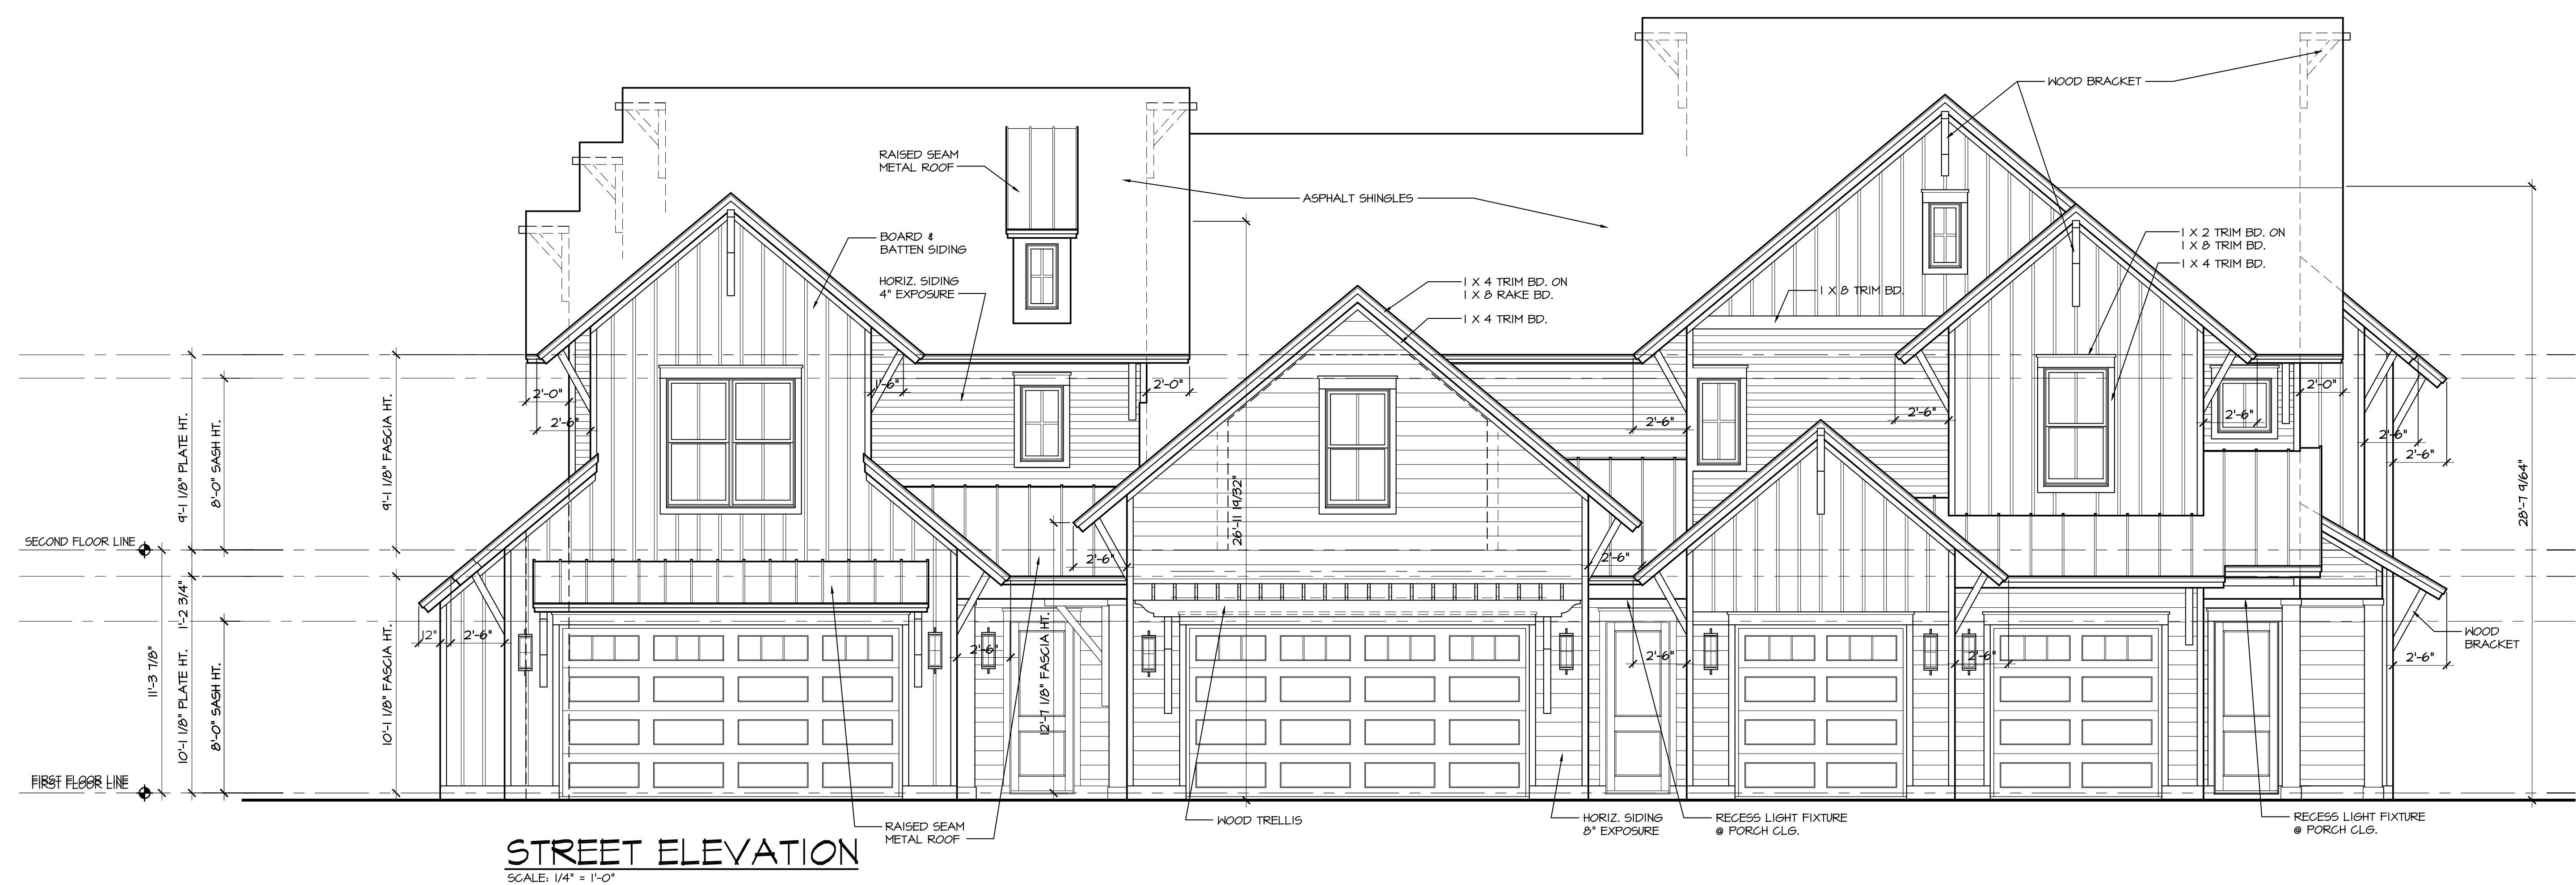 WOOD BRACKET
RAISED SEAM
METAL ROOF
ASPHALT SHINGLES
BOARD &
BATTEN SIDING
HORIZ. SIDING
4" EXPOSURE
1 X 4 TRIM BD. ON
1 X 8 RAKE BD.
1 X 4 TRIM BD.
1 X 8 TRIM BD.
1 X 2 TRIM BD. ON
1 X 8 TRIM BD.
1 X 4 TRIM BD.
2'-0"
2'-6"
1'-6"
2'-0"
2'-6"
2'-6"
2'-6"
2'-0"
2'-6"
2'-6"
9'-1 1/8" PLATE HT.
8'-0" SASH HT.
9'-1 1/8" FASCIA HT.
26'-11 19/32"
28'-7 9/64"
SECOND FLOOR LINE
2'-6"
2'-6"
1'-2 3/4"
12"
2'-6"
2'-6"
2'-6"
2'-6"
2'-6"
WOOD
BRACKET
11'-3 7/8"
10'-1 1/8" PLATE HT.
8'-0" SASH HT.
10'-1 1/8" FASCIA HT.
12'-7 1/8" FASCIA HT.
FIRST FLOOR LINE
FIRST FLOOR LINE
RAISED SEAM
METAL ROOF
WOOD TRELLIS
HORIZ. SIDING
8" EXPOSURE
RECESS LIGHT FIXTURE
@ PORCH CLG.
RECESS LIGHT FIXTURE
@ PORCH CLG.
STREET ELEVATION
SCALE: 1/4" = 1'-0"